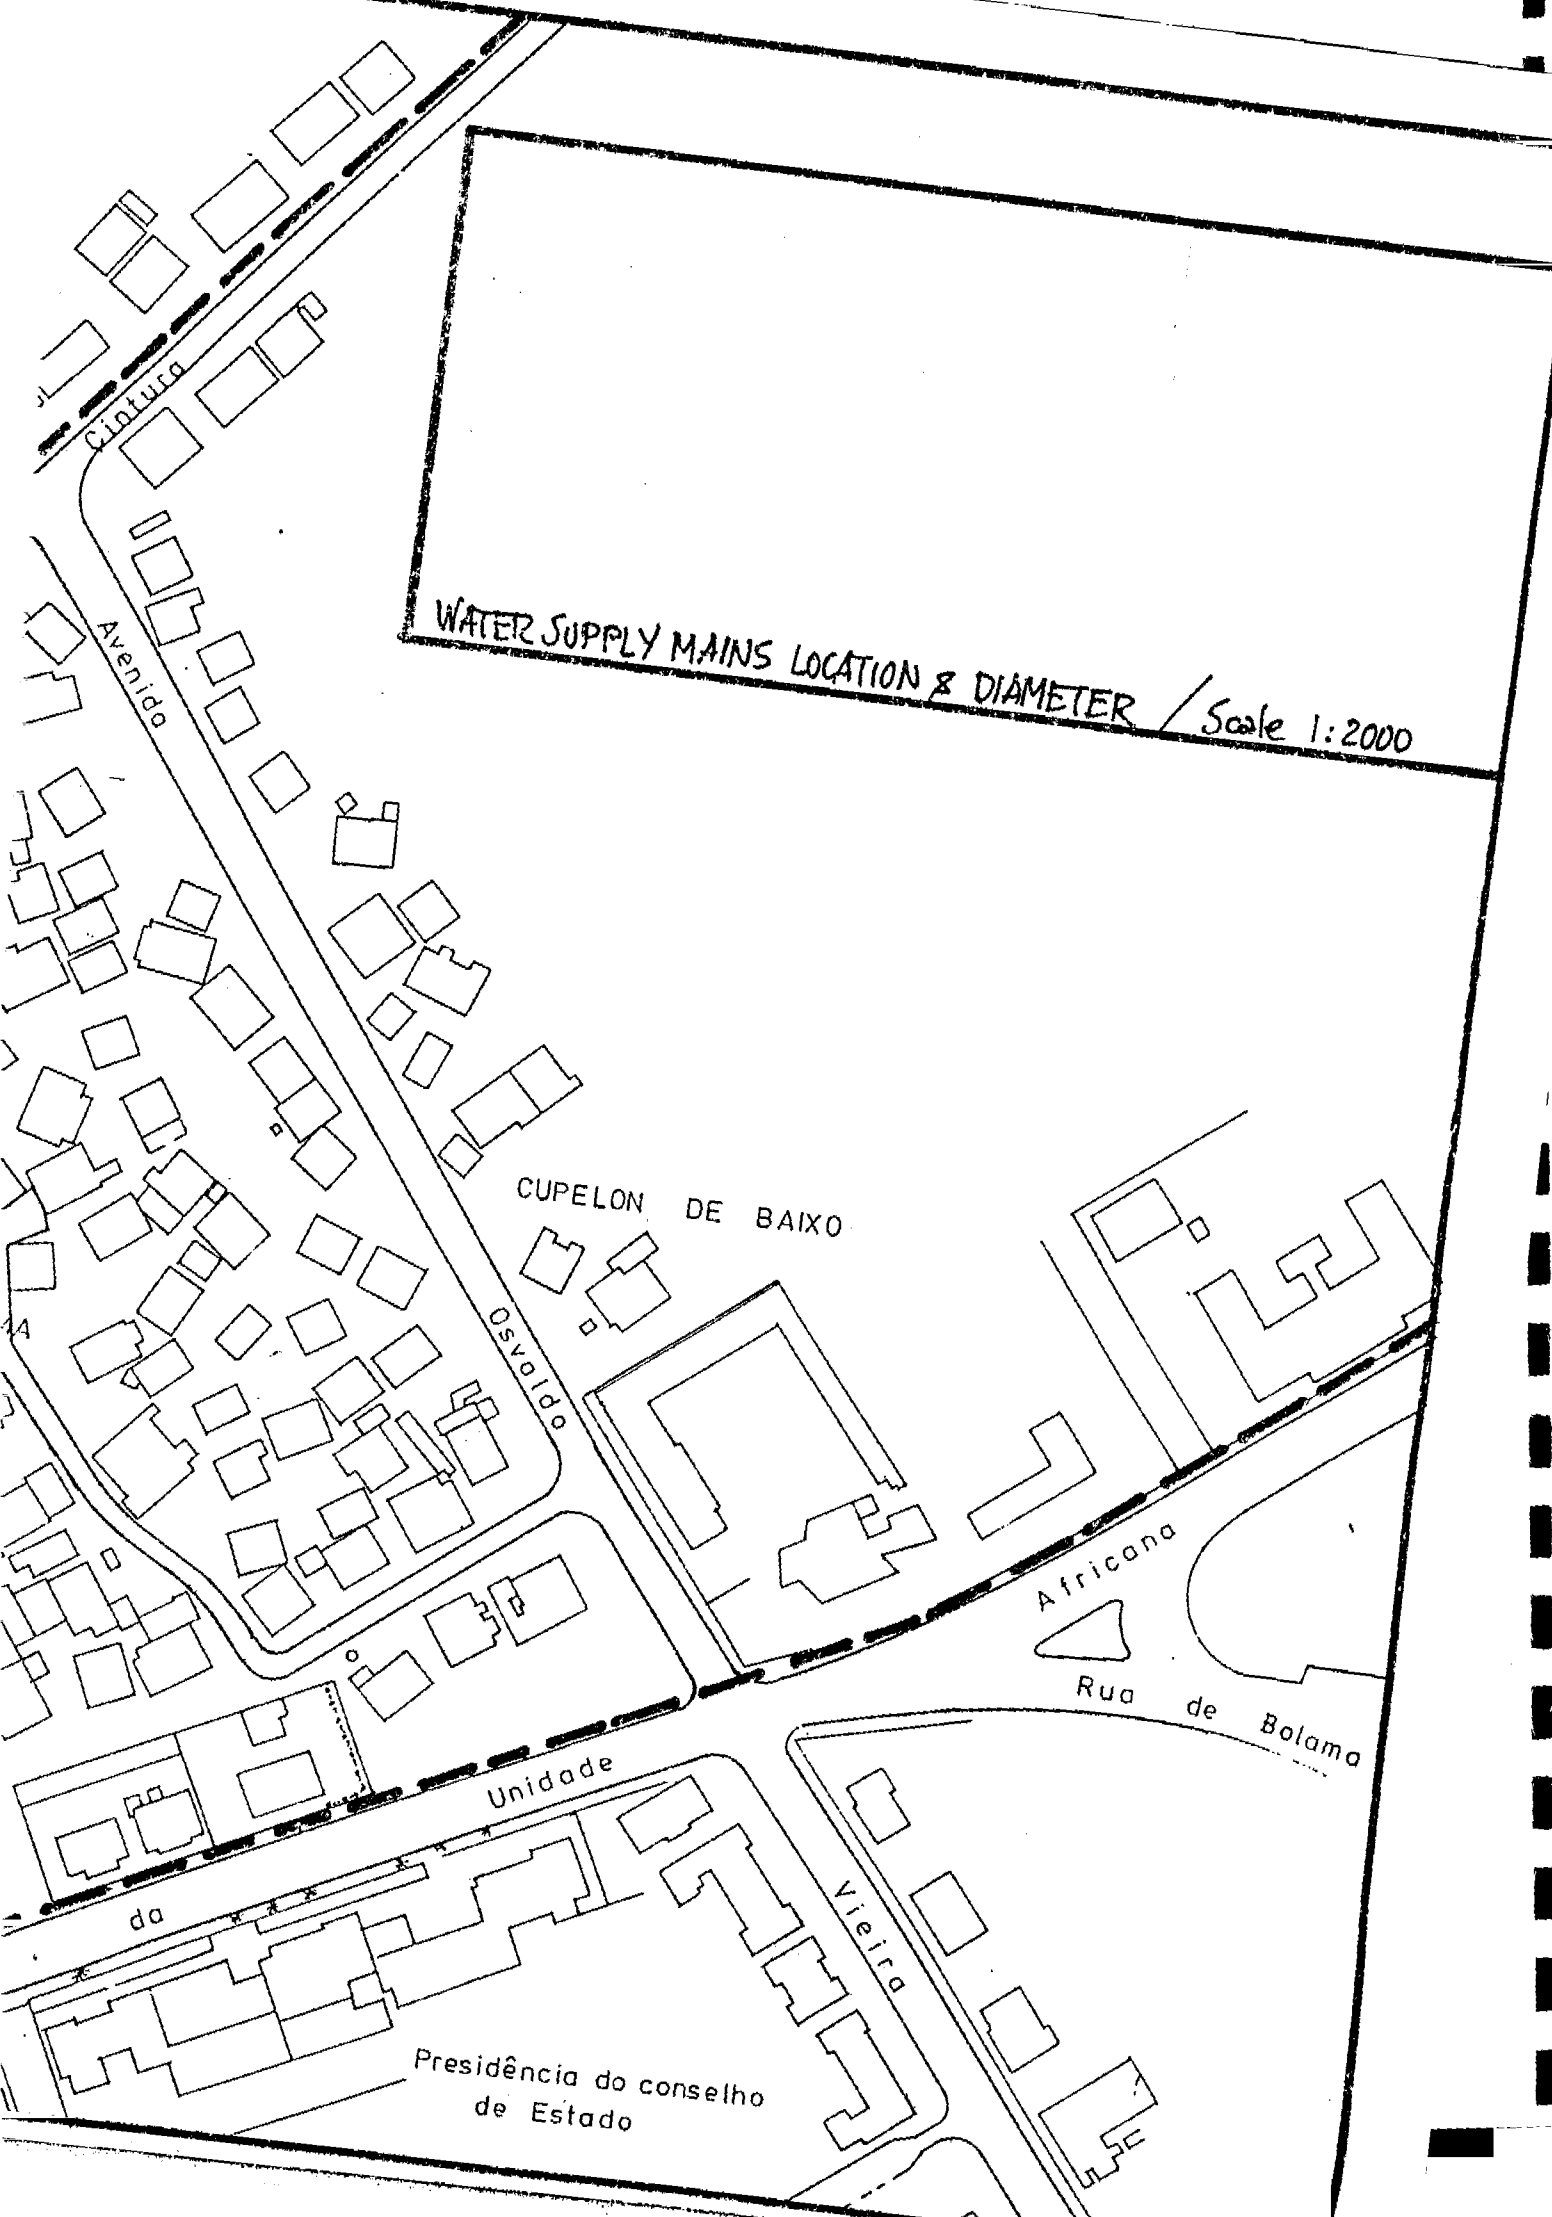 Cintura
Avenida
WATER SUPPLY MAINS LOCATION & DIAMETER / Scale 1:2000
CUPELON DE BAIXO
Osvaldo
Africana
Rua de Bolama
Unidade
da
Vieira
Presidência do conselho
de Estado